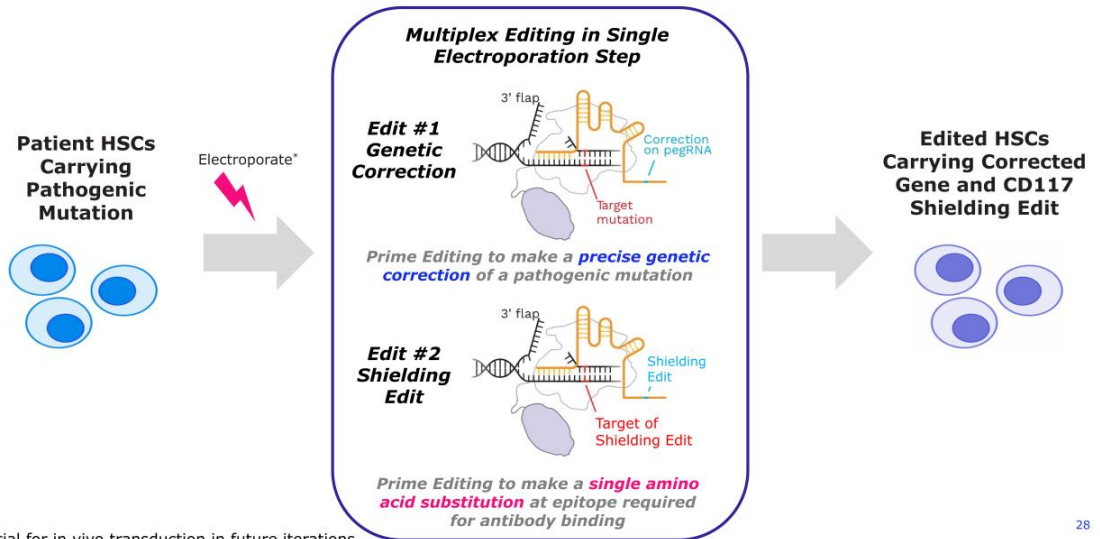 Multiplex Editing in Single
Electroporation Step
Patient HSCs
Carrying
Pathogenic
Mutation
Electroporate*
Edit #1
Genetic
Correction
3' flap
Correction
on pegRNA
Target
mutation
Prime Editing to make a precise genetic
correction of a pathogenic mutation
Edit #2
Shielding
Edit
3' flap
Shielding
Edit
Target of
Shielding Edit
Prime Editing to make a single amino
acid substitution at epitope required
for antibody binding
Edited HSCs
Carrying Corrected
Gene and CD117
Shielding Edit
for in vivo transduction in future iterations
28